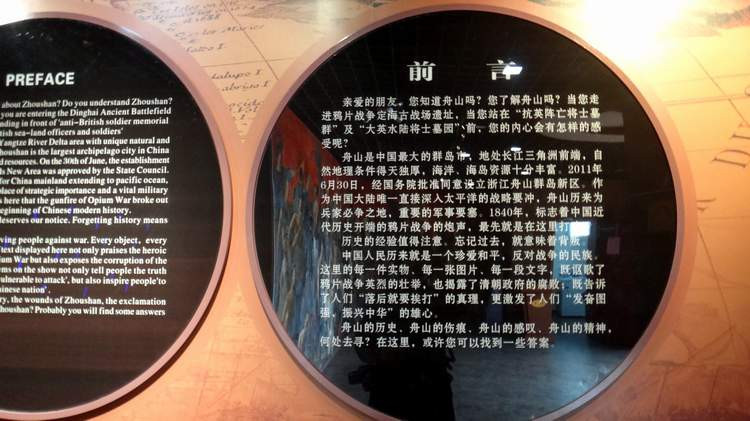 PREFACE
about Zhoushan? Do you understand Zhoushan?
you are entering the Dinghai Ancient Battlefield
nding in front of 'anti-British soldier memorial
itish sea-land officers and soldiers'
Yangtze River Delta area with unique and
houshan is the largest archipelago city in China
d resources. On the 30th of June, the establishment
ds New Area was approved by the State Council.
for China mainland extending to pacific ocean,
place of strategic importance and a vital military
s here that the gunfire of Opium War broke out
beginning of Chinese modern history.
deserves our notice. Forgetting history means
ving people against war. Every object, every
text displayed here not only praises the heroic
ium War but also exposes the corruption of the
ems on the show not only tell people the truth
vulnerable to attack', but also inspire people'to
hinese nation'.
ry, the wounds of Zhoushan, the exclamation
Zhoushan? Probably you will find some answers
前 言
亲爱的朋友，您知道舟山吗？您了解舟山吗？当您走
进鸦片战争定海古战场遗址，当您站在“抗英阵亡将士墓
群”及“大英水陆将士墓园”前，您的内心会有怎样的感
受呢？
舟山是中国最大的群岛市，地处长江三角洲前端，自
然地理条件得天独厚，海洋、海岛资源十分丰富。2011年
6月30日，经国务院批准同意设立浙江舟山群岛新区。作
为中国大陆唯一直接深入太平洋的战略要冲，舟山历来为
兵家必争之地，重要的军事要塞。1840年，标志着中国近
代历史开端的鸦片战争的炮声，最先就是在这里打
历史的经验值得注意。忘记过去，就意味着背叛
中国人民历来就是一个珍爱和平，反对战争的民族。
这里的每一件实物、每一张图片、每一段文字，既讴歌了
鸦片战争英烈的壮举，也揭露了清朝政府的腐败；既告诉
了人们“落后就要挨打”的真理，更激发了人们“发奋图
强，振兴中华”的雄心。
舟山的历史、舟山的伤痕、舟山的感叹、舟山的精神，
何处去寻？在这里，或许您可以找到一些答案。